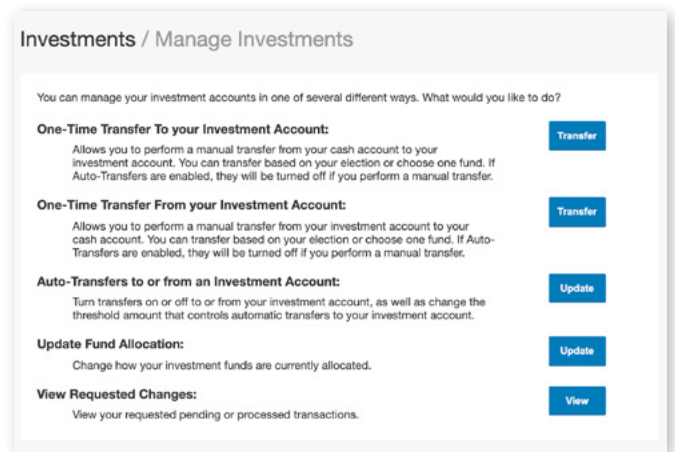 Investments / Manage Investments
You can manage your investment accounts in one of several different ways. What would you like to do?
One-Time Transfer To your Investment Account:
Transfer
Allows you to perform a manual transfer from your cash account to your
investment account. You can transfer based on your election or choose one fund. If
Auto-Transfers are enabled, they will be turned off if you perform a manual transfer.
One-Time Transfer From your Investment Account:
Transfer
Allows you to perform a manual transfer from your investment account to your
cash account. You can transfer based on your election or choose one fund. If Auto-
Transfers are enabled, they will be turned off if you perform a manual transfer.
Auto-Transfers to or from an Investment Account:
Update
Turn transfers on or off to or from your investment account, as well as change the
threshold amount that controls automatic transfers to your investment account.
Update Fund Allocation:
Update
Change how your investment funds are currently allocated.
View Requested Changes:
View
View your requested pending or processed transactions.